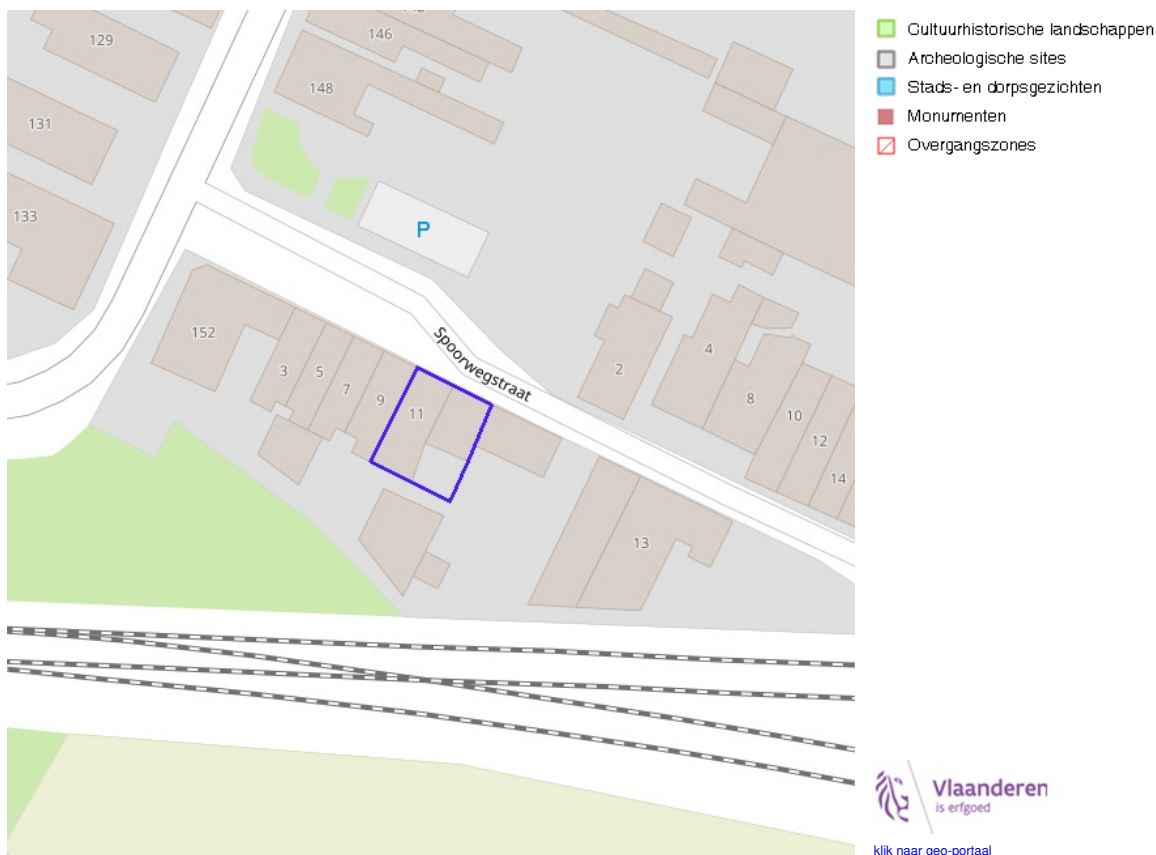 129
146
148
131
133
P
152
3
5
7
9
11
Spoorwegstraat
2
4
8
10
12
14
13
Cultuurhistorische landschappen
Archeologische sites
Stads- en dorpsgezichten
Monumenten
Overgangszones
Vlaanderen
is erfgoed
klik naar geo-portaal